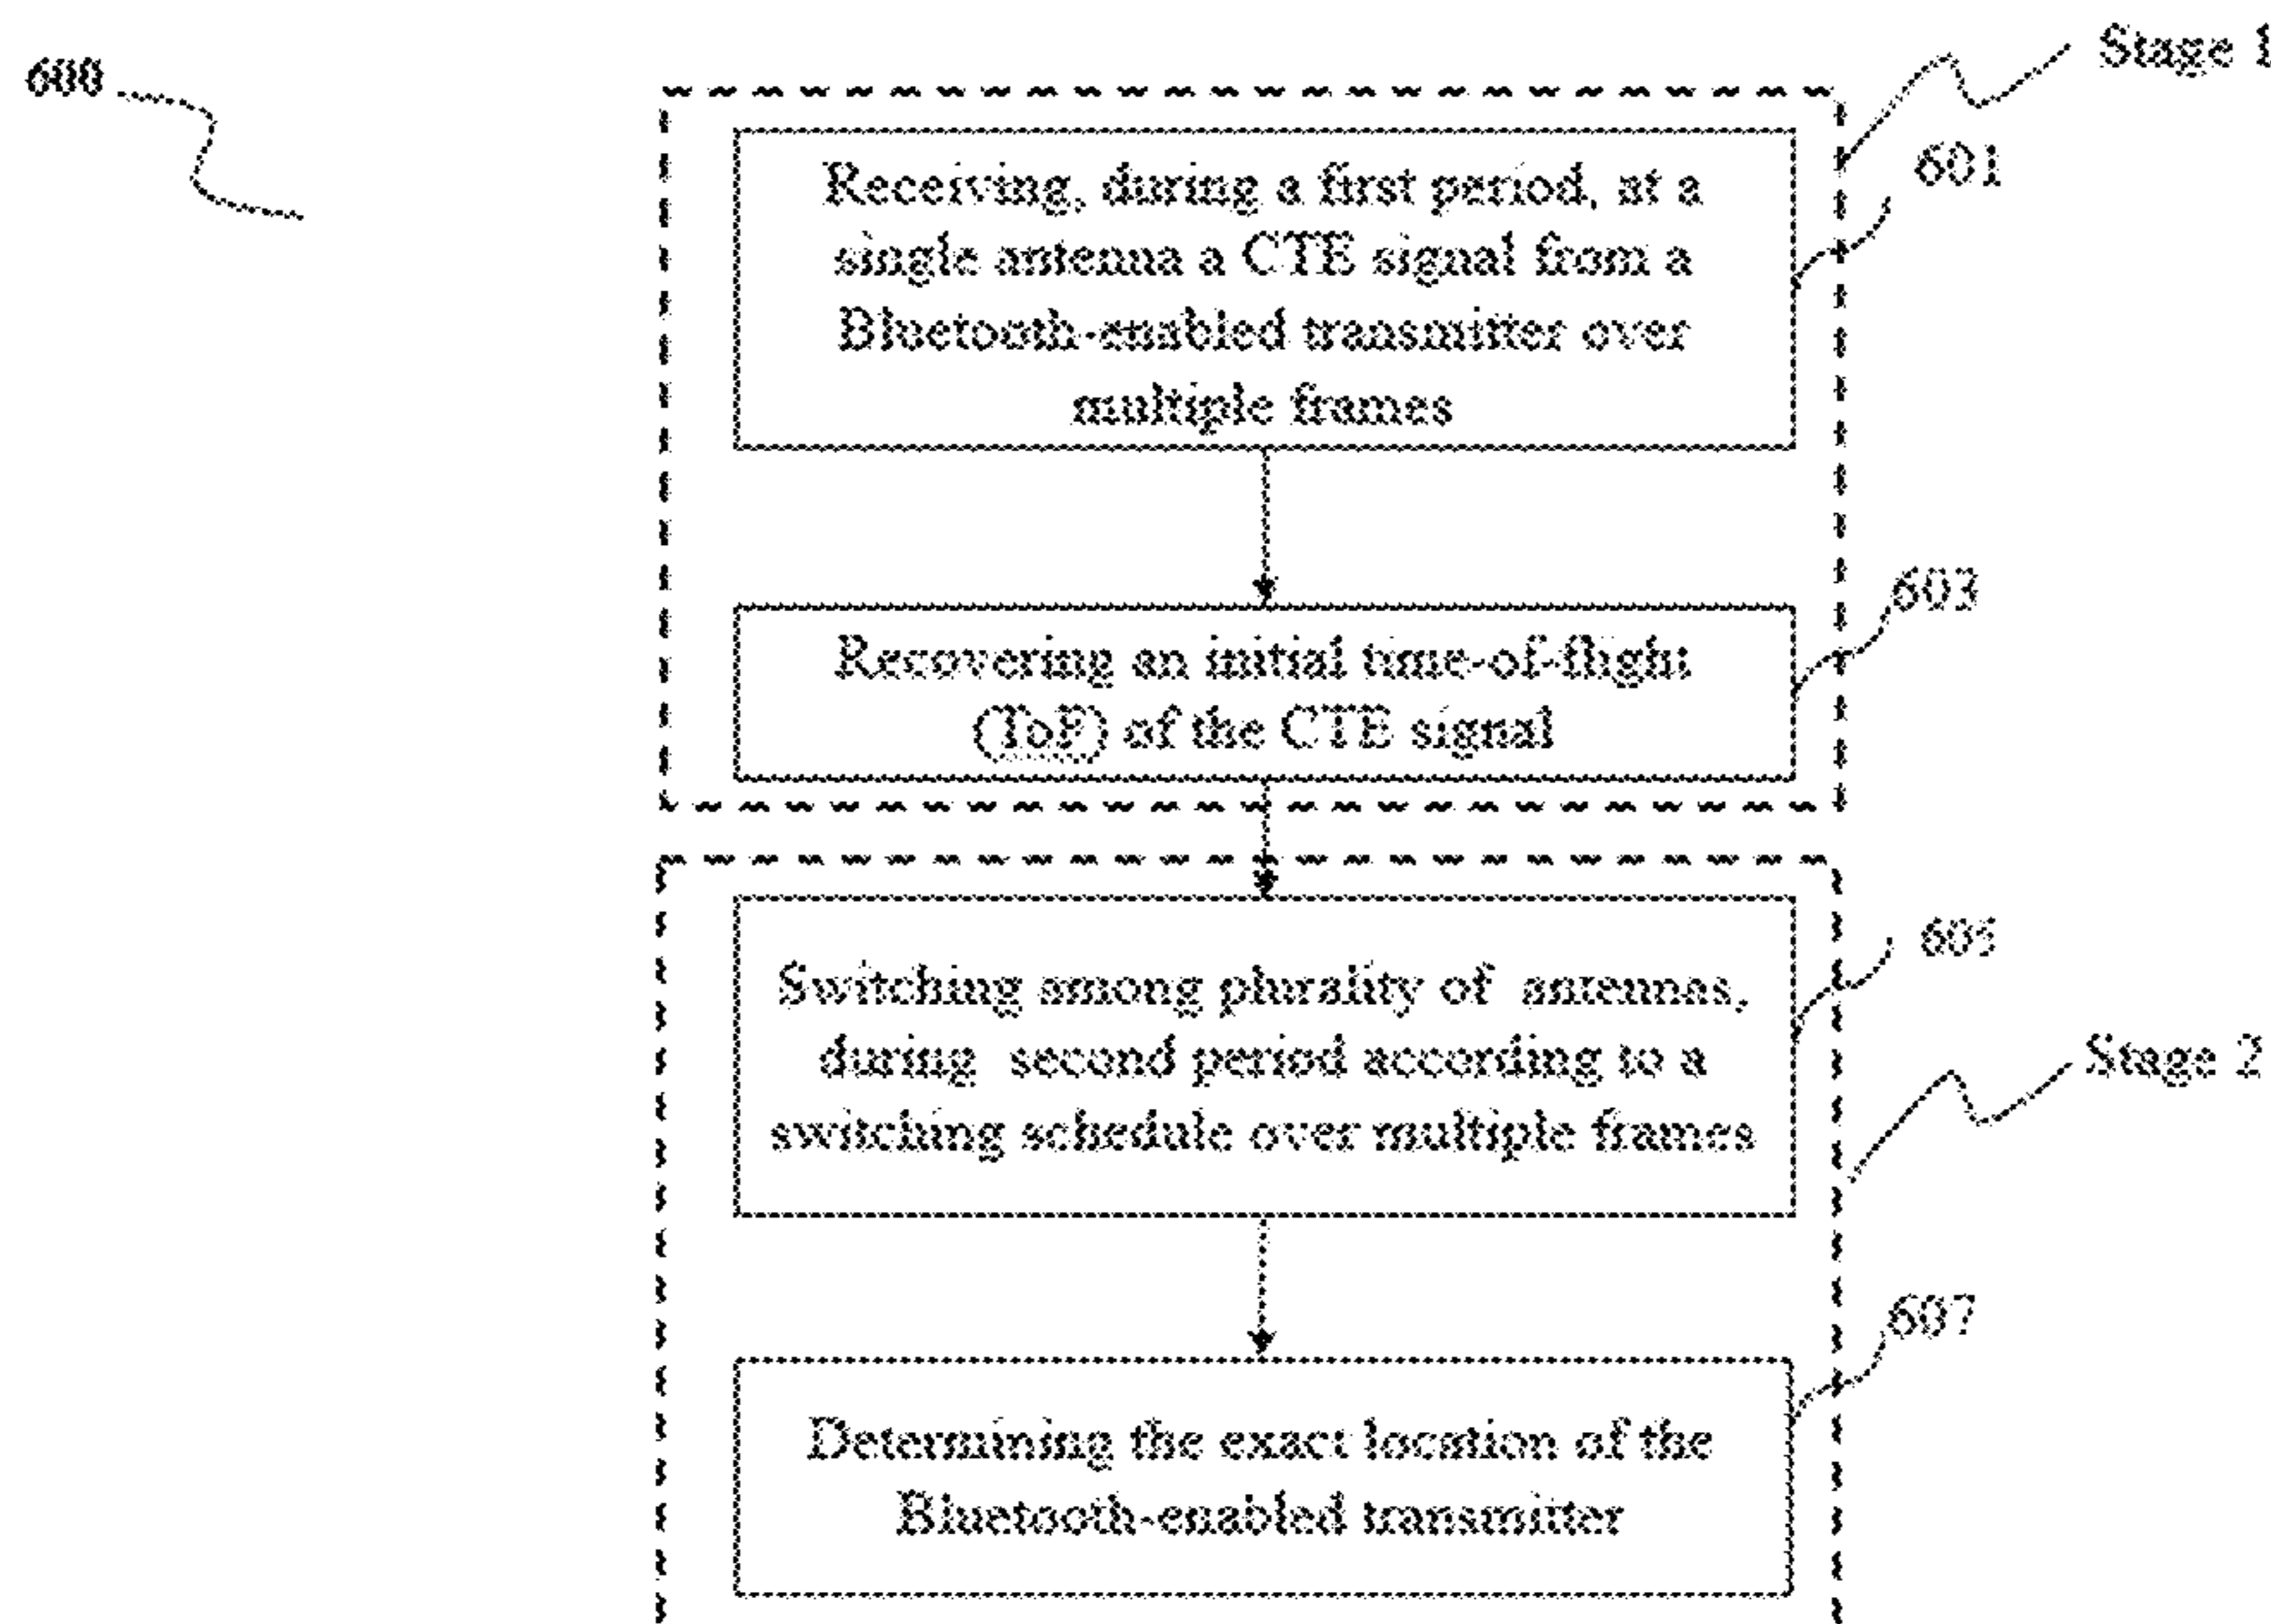 600
Stage 1
601
Receiving, during a first period, at a
single antenna a CTE signal from a
Bluetooth-enabled transmitter over
multiple frames
603
Recovering an initial time-of-flight
(ToF) of the CTE signal
605
Switching among plurality of antennas,
during second period according to a
switching schedule over multiple frames
Stage 2
607
Determining the exact location of the
Bluetooth-enabled transmitter